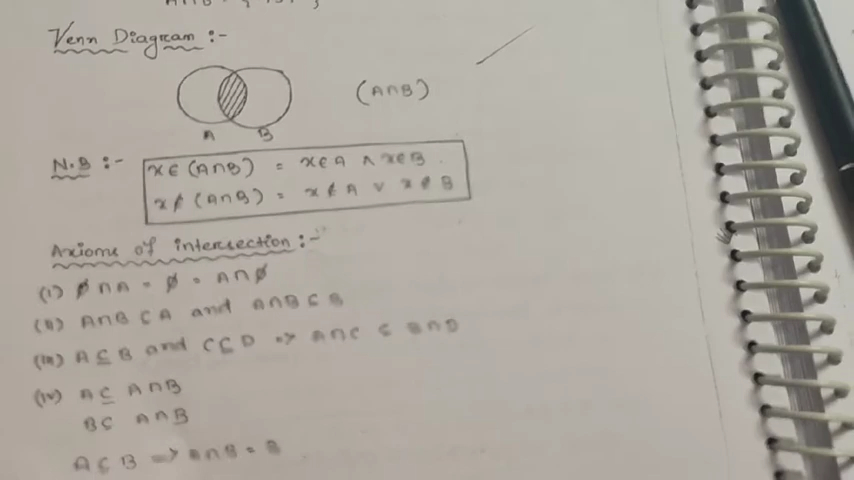 Venn Diagram :-
(A∩B)
A B
N.B :- x∈(A∩B) = x∈A ∧ x∈B.
x∉(A∩B) = x∉A ∨ x∉B
Axioms of intersection :-
(i) ∅∩A = ∅ = A∩∅
(ii) A∩B⊂A and A∩B⊂B
(iii) A⊆B and C⊆D => A∩C ⊆ B∩D
(iv) A⊆ A∩B
B⊂ A∩B
A⊆B => A∩B = B